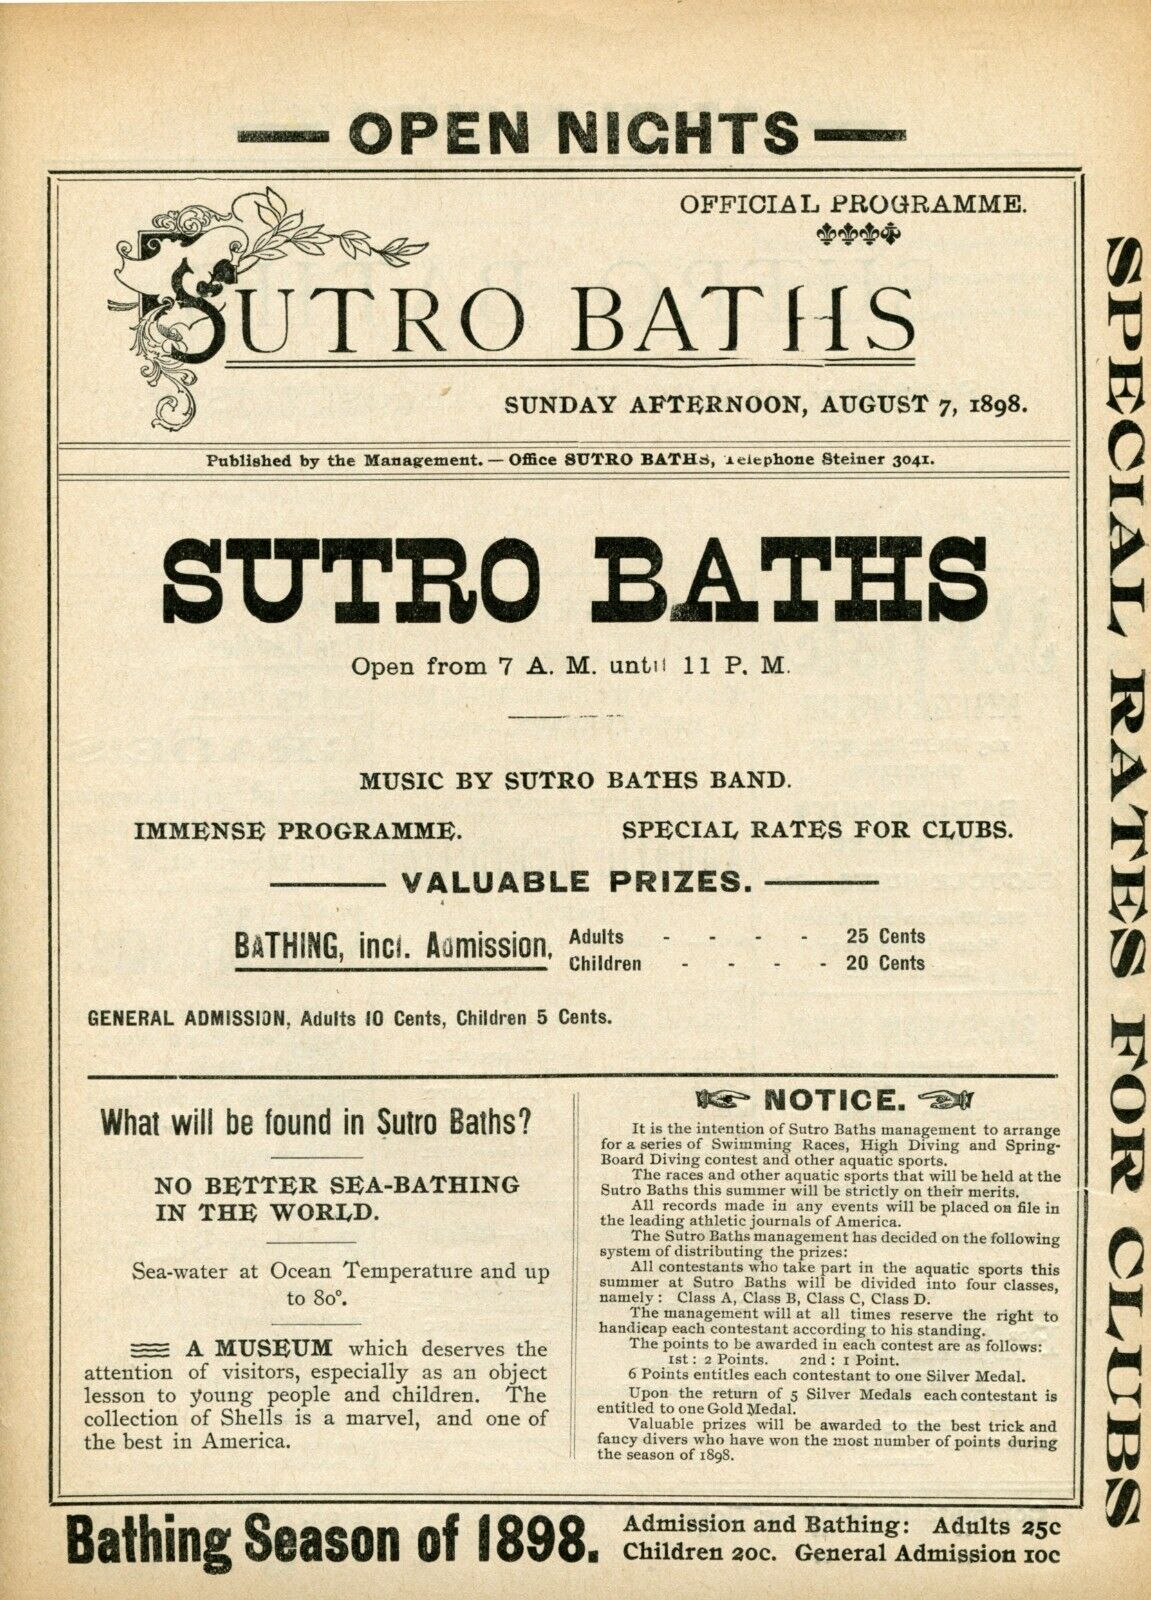 OPEN NIGHTS
OFFICIAL PROGRAMME.
SUTRO BATHS
SUNDAY AFTERNOON, AUGUST 7, 1898.
Published by the Management. — Office SUTRO BATHS, Telephone Steiner 3041.
SUTRO BATHS
Open from 7 A. M. until 11 P. M.
MUSIC BY SUTRO BATHS BAND.
IMMENSE PROGRAMME. SPECIAL RATES FOR CLUBS.
VALUABLE PRIZES.
BATHING, incl. Admission, Adults - - - - 25 Cents
Children - - - - 20 Cents
GENERAL ADMISSION, Adults 10 Cents, Children 5 Cents.
What will be found in Sutro Baths?
NO BETTER SEA-BATHING
IN THE WORLD.
Sea-water at Ocean Temperature and up
to 80°.
A MUSEUM which deserves the
attention of visitors, especially as an object
lesson to young people and children. The
collection of Shells is a marvel, and one of
the best in America.
NOTICE.
It is the intention of Sutro Baths management to arrange
for a series of Swimming Races, High Diving and Spring-
Board Diving contest and other aquatic sports.
The races and other aquatic sports that will be held at the
Sutro Baths this summer will be strictly on their merits.
All records made in any events will be placed on file in
the leading athletic journals of America.
The Sutro Baths management has decided on the following
system of distributing the prizes:
All contestants who take part in the aquatic sports this
summer at Sutro Baths will be divided into four classes,
namely: Class A, Class B, Class C, Class D.
The management will at all times reserve the right to
handicap each contestant according to his standing.
The points to be awarded in each contest are as follows:
1st: 2 Points. 2nd: 1 Point.
6 Points entitles each contestant to one Silver Medal.
Upon the return of 5 Silver Medals each contestant is
entitled to one Gold Medal.
Valuable prizes will be awarded to the best trick and
fancy divers who have won the most number of points during
the season of 1898.
Bathing Season of 1898.
Admission and Bathing: Adults 25c
Children 20c. General Admission 10c
SPECIAL RATES FOR CLUBS